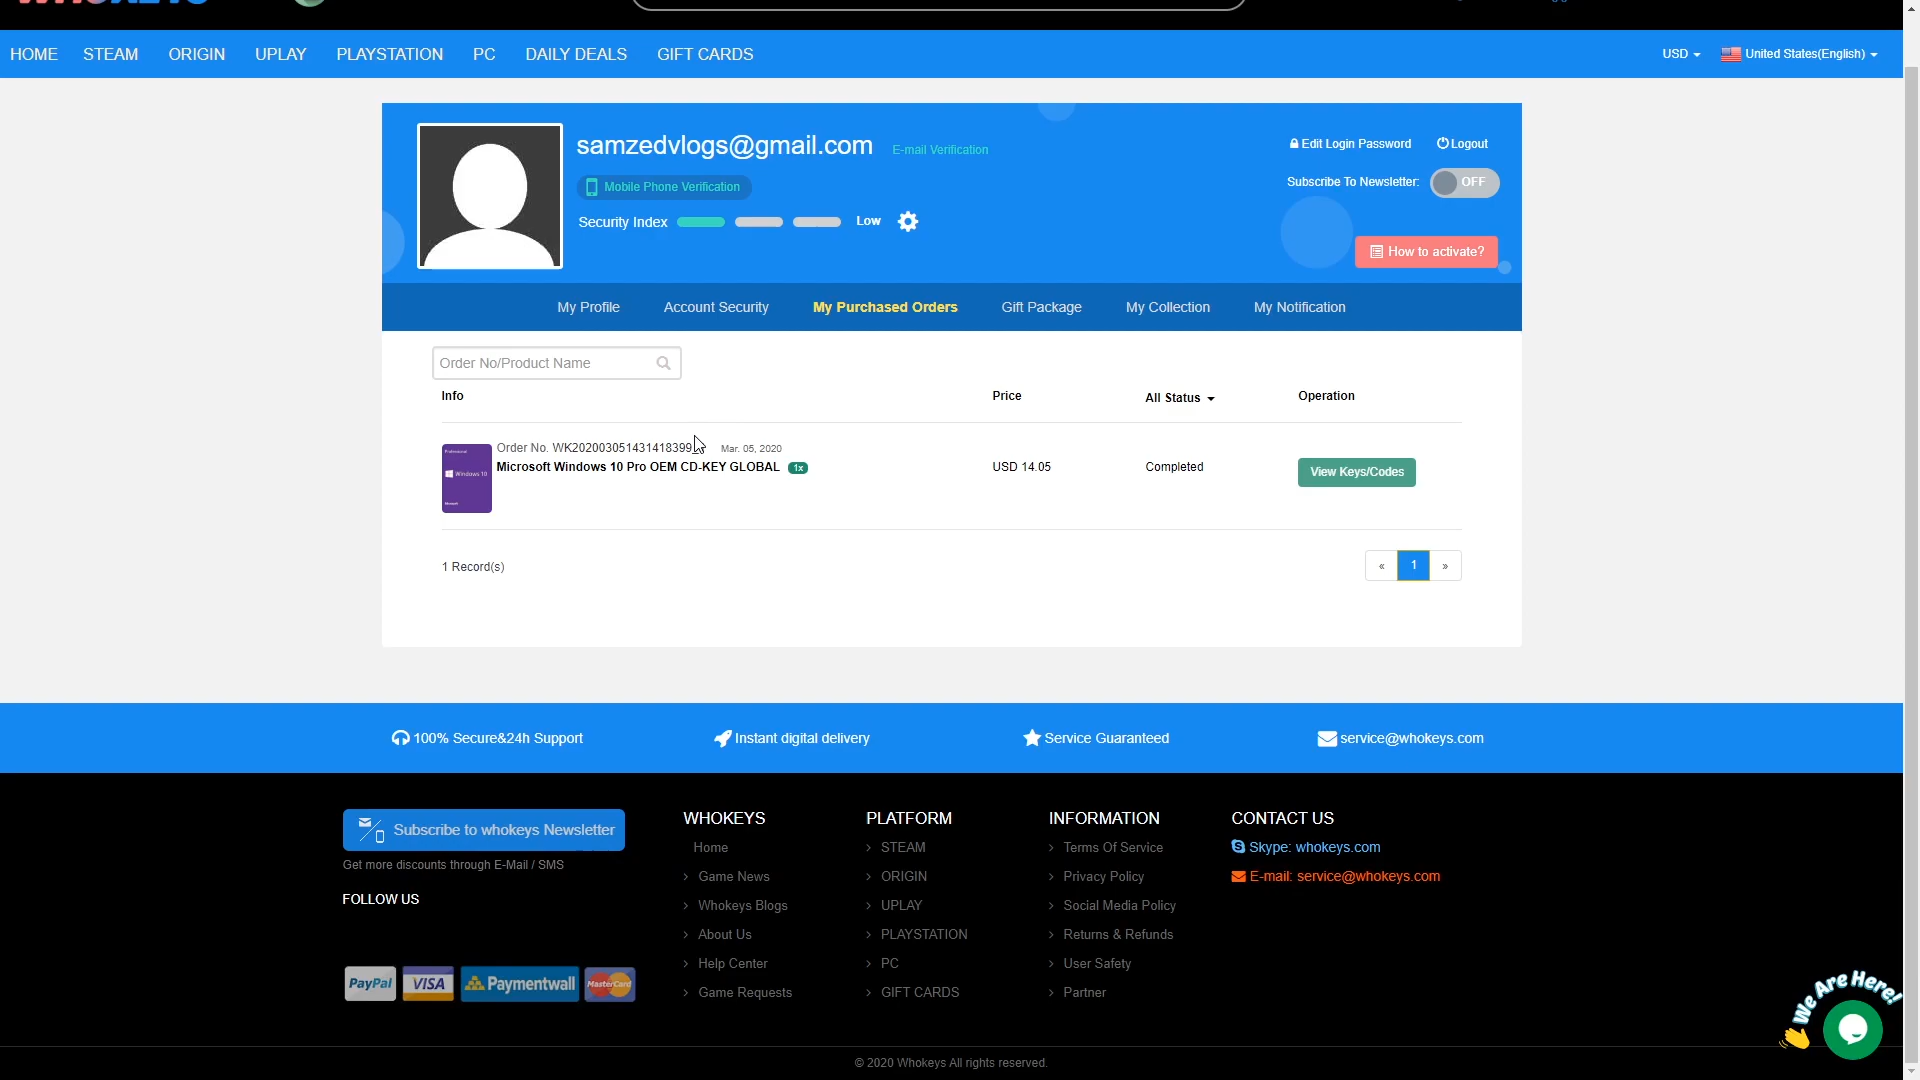 HOME STEAM ORIGIN UPLAY PLAYSTATION PC DAILY DEALS GIFT CARDS USD United States(English)
samzedvlogs@gmail.com E-mail Verification
Edit Login Password Logout
Mobile Phone Verification
Subscribe To Newsletter: OFF
Security Index Low
How to activate?
My Profile Account Security My Purchased Orders Gift Package My Collection My Notification
Order No/Product Name
Info Price All Status Operation
Order No. WK202003051431418399 Mar. 05, 2020
Microsoft Windows 10 Pro OEM CD-KEY GLOBAL 1x USD 14.05 Completed View Keys/Codes
Professional
Windows 10
Microsoft
1 Record(s) « 1 »
100% Secure&24h Support Instant digital delivery Service Guaranteed service@whokeys.com
Subscribe to whokeys Newsletter
Get more discounts through E-Mail / SMS
FOLLOW US
PayPal VISA Paymentwall MasterCard
WHOKEYS
Home
Game News
Whokeys Blogs
About Us
Help Center
Game Requests
PLATFORM
STEAM
ORIGIN
UPLAY
PLAYSTATION
PC
GIFT CARDS
INFORMATION
Terms Of Service
Privacy Policy
Social Media Policy
Returns & Refunds
User Safety
Partner
CONTACT US
Skype: whokeys.com
E-mail: service@whokeys.com
We Are Here!
© 2020 Whokeys All rights reserved.